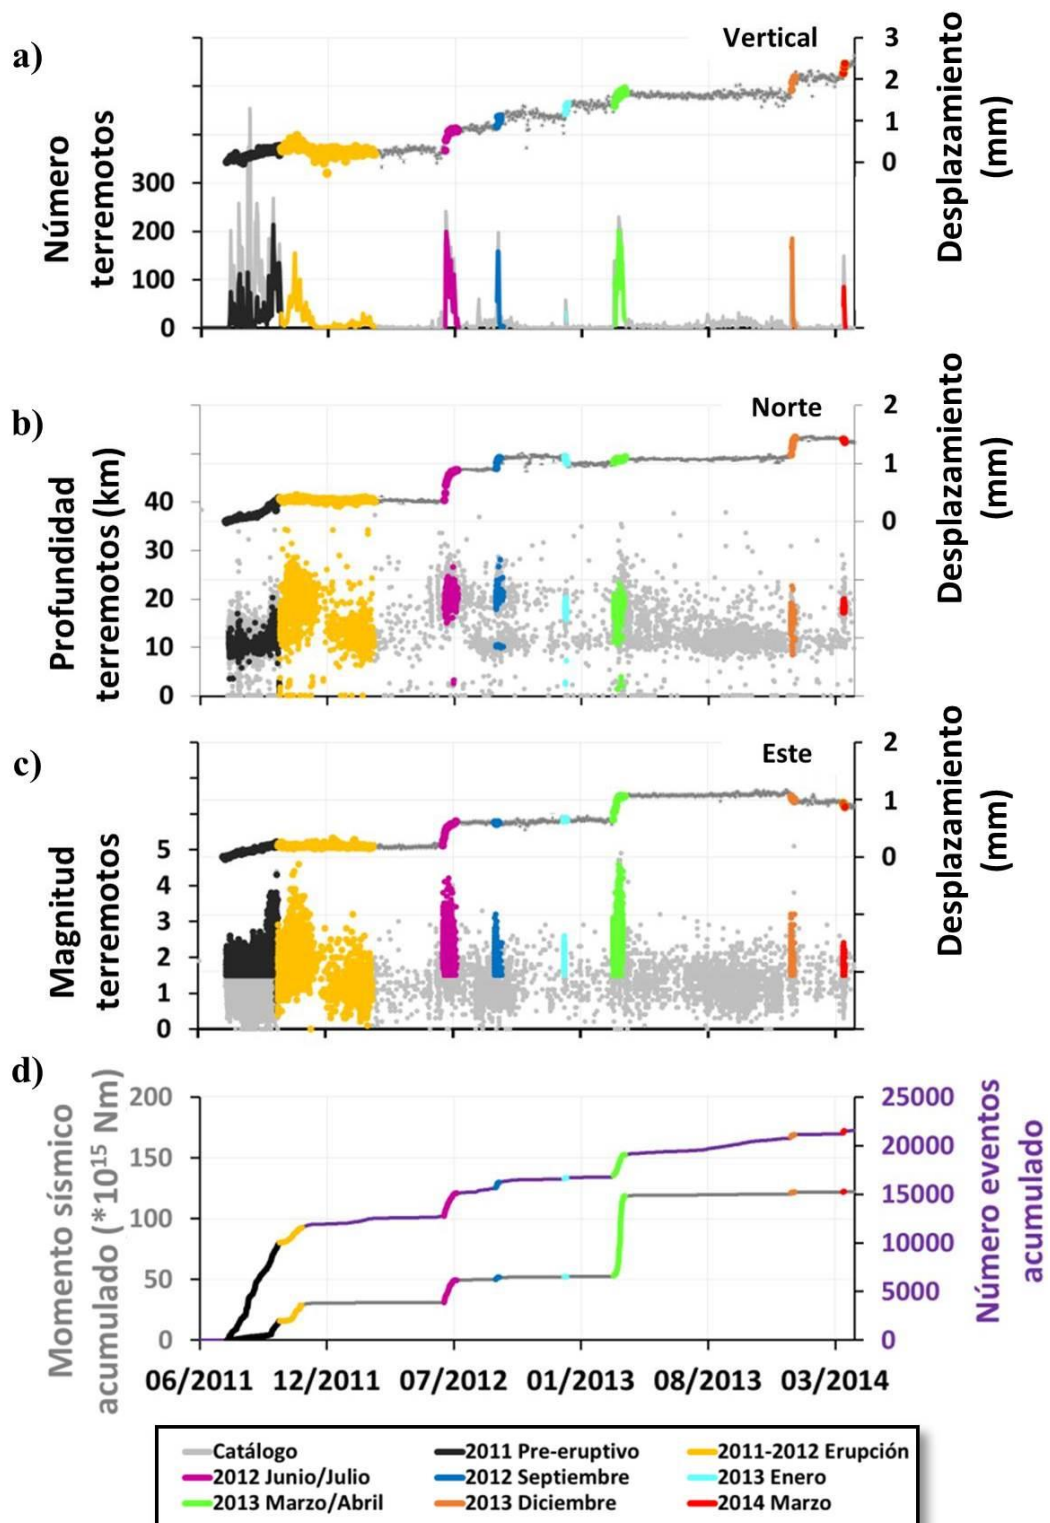 a)
Vertical
Número
terremotos
300
200
100
0
3
2
1
0
Desplazamiento
(mm)
b)
Norte
Profundidad
terremotos (km)
40
30
20
10
0
2
1
0
Desplazamiento
(mm)
c)
Este
Magnitud
terremotos
5
4
3
2
1
0
2
1
0
Desplazamiento
(mm)
d)
Momento sísmico
acumulado (*10¹⁵ Nm)
200
150
100
50
0
25000
20000
15000
10000
5000
0
Número eventos
acumulado
06/2011 12/2011 07/2012 01/2013 08/2013 03/2014
Catálogo 2011 Pre-eruptivo 2011-2012 Erupción
2012 Junio/Julio 2012 Septiembre 2013 Enero
2013 Marzo/Abril 2013 Diciembre 2014 Marzo